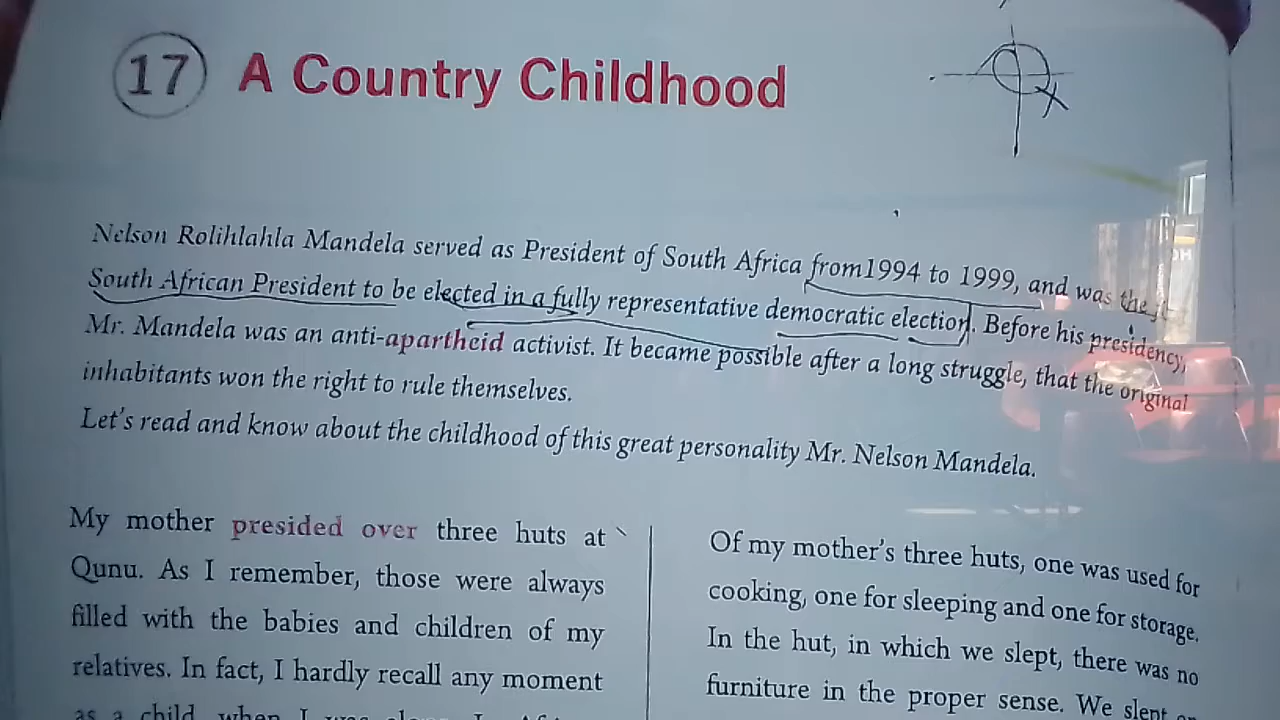 17 A Country Childhood
Nelson Rolihlahla Mandela served as President of South Africa from1994 to 1999, and was the
South African President to be elected in a fully representative democratic election. Before his presidency,
Mr. Mandela was an anti-apartheid activist. It became possible after a long struggle, that the original
inhabitants won the right to rule themselves.
Let's read and know about the childhood of this great personality Mr. Nelson Mandela.
My mother presided over three huts at
Qunu. As I remember, those were always
filled with the babies and children of my
relatives. In fact, I hardly recall any moment
as a child when I was
Of my mother's three huts, one was used for
cooking, one for sleeping and one for storage.
In the hut, in which we slept, there was no
furniture in the proper sense. We slept